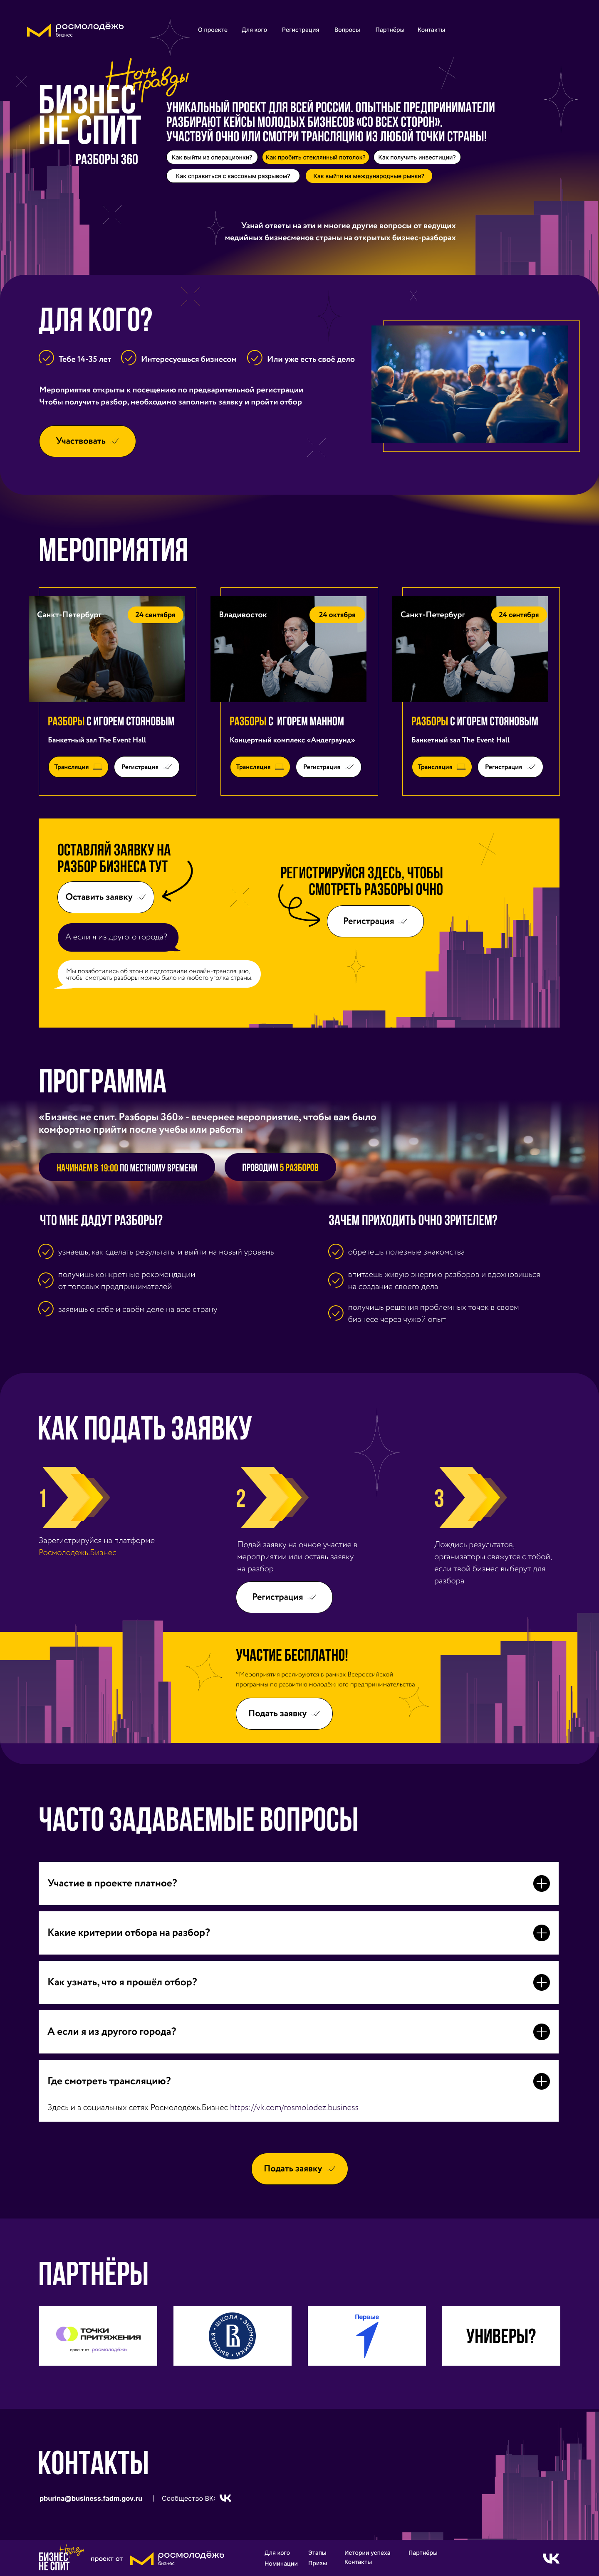 росмолодёжь
бизнес
О проекте
Для кого
Регистрация
Вопросы
Партнёры
Контакты
Ночь
правды
БИЗНЕС
НЕ СПИТ
РАЗБОРЫ 360
УНИКАЛЬНЫЙ ПРОЕКТ ДЛЯ ВСЕЙ РОССИИ. ОПЫТНЫЕ ПРЕДПРИНИМАТЕЛИ
РАЗБИРАЮТ КЕЙСЫ МОЛОДЫХ БИЗНЕСОВ «СО ВСЕХ СТОРОН».
УЧАСТВУЙ ОЧНО ИЛИ СМОТРИ ТРАНСЛЯЦИЮ ИЗ ЛЮБОЙ ТОЧКИ СТРАНЫ!
Как выйти из операционки?
Как пробить стеклянный потолок?
Как получить инвестиции?
Как справиться с кассовым разрывом?
Как выйти на международные рынки?
Узнай ответы на эти и многие другие вопросы от ведущих
медийных бизнесменов страны на открытых бизнес-разборах
ДЛЯ КОГО?
Тебе 14-35 лет
Интересуешься бизнесом
Или уже есть своё дело
Мероприятия открыты к посещению по предварительной регистрации
Чтобы получить разбор, необходимо заполнить заявку и пройти отбор
Участвовать
МЕРОПРИЯТИЯ
Санкт-Петербург
24 сентября
РАЗБОРЫ С ИГОРЕМ СТОЯНОВЫМ
Банкетный зал The Event Hall
Трансляция
Регистрация
Владивосток
24 октября
РАЗБОРЫ С ИГОРЕМ МАННОМ
Концертный комплекс «Андеграунд»
Трансляция
Регистрация
Санкт-Петербург
24 сентября
РАЗБОРЫ С ИГОРЕМ СТОЯНОВЫМ
Банкетный зал The Event Hall
Трансляция
Регистрация
ОСТАВЛЯЙ ЗАЯВКУ НА
РАЗБОР БИЗНЕСА ТУТ
Оставить заявку
А если я из другого города?
Мы позаботились об этом и подготовили онлайн-трансляцию,
чтобы смотреть разборы можно было из любого уголка страны.
РЕГИСТРИРУЙСЯ ЗДЕСЬ, ЧТОБЫ
СМОТРЕТЬ РАЗБОРЫ ОЧНО
Регистрация
ПРОГРАММА
«Бизнес не спит. Разборы 360» - вечернее мероприятие, чтобы вам было
комфортно прийти после учебы или работы
НАЧИНАЕМ В 19:00 ПО МЕСТНОМУ ВРЕМЕНИ
ПРОВОДИМ 5 РАЗБОРОВ
ЧТО МНЕ ДАДУТ РАЗБОРЫ?
узнаешь, как сделать результаты и выйти на новый уровень
получишь конкретные рекомендации
от топовых предпринимателей
заявишь о себе и своём деле на всю страну
ЗАЧЕМ ПРИХОДИТЬ ОЧНО ЗРИТЕЛЕМ?
обретешь полезные знакомства
впитаешь живую энергию разборов и вдохновишься
на создание своего дела
получишь решения проблемных точек в своем
бизнесе через чужой опыт
КАК ПОДАТЬ ЗАЯВКУ
1
Зарегистрируйся на платформе
Росмолодёжь.Бизнес
2
Подай заявку на очное участие в
мероприятии или оставь заявку
на разбор
Регистрация
3
Дождись результатов,
организаторы свяжутся с тобой,
если твой бизнес выберут для
разбора
УЧАСТИЕ БЕСПЛАТНО!
*Мероприятия реализуются в рамках Всероссийской
программы по развитию молодёжного предпринимательства
Подать заявку
ЧАСТО ЗАДАВАЕМЫЕ ВОПРОСЫ
Участие в проекте платное?
Какие критерии отбора на разбор?
Как узнать, что я прошёл отбор?
А если я из другого города?
Где смотреть трансляцию?
Здесь и в социальных сетях Росмолодёжь.Бизнес https://vk.com/rosmolodez.business
Подать заявку
ПАРТНЁРЫ
ТОЧКИ
ПРИТЯЖЕНИЯ
проект от росмолодёжь
ВЫСШАЯ ШКОЛА ЭКОНОМИКИ
Первые
УНИВЕРЫ?
КОНТАКТЫ
pburina@business.fadm.gov.ru | Сообщество ВК:
Ночь правды
БИЗНЕС
НЕ СПИТ
проект от
росмолодёжь
бизнес
Для кого
Этапы
Истории успеха
Партнёры
Номинации
Призы
Контакты